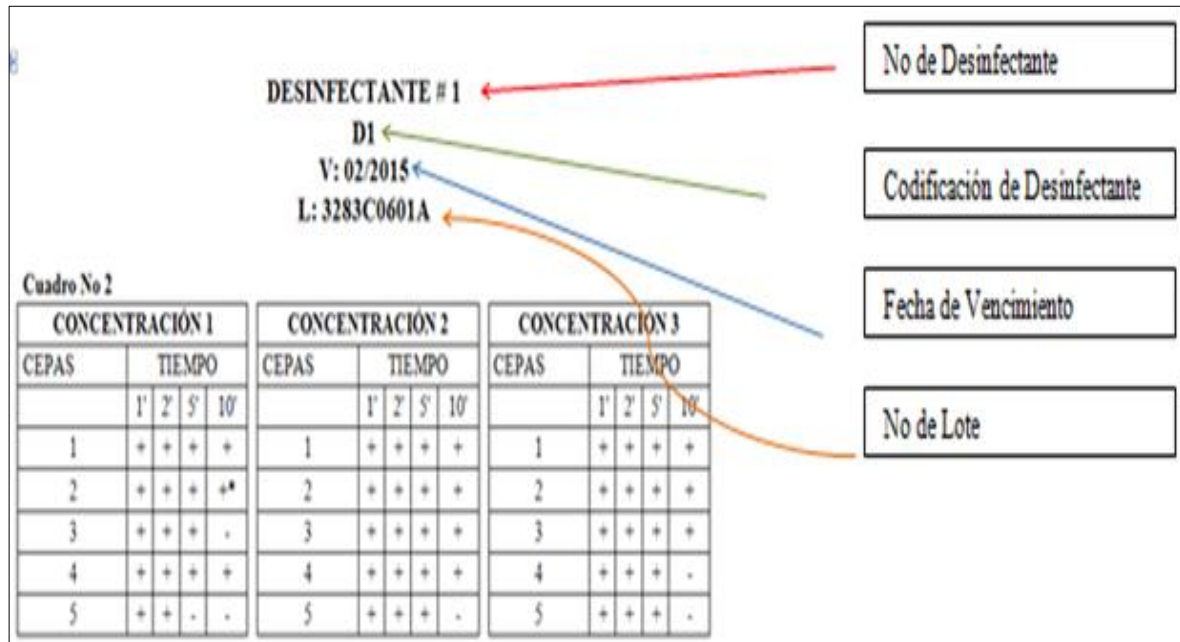 DESINFECTANTE # 1
D1
V: 02/2015
L: 3283C0601A
No de Desinfectante
Codificación de Desinfectante
Fecha de Vencimiento
No de Lote
Cuadro No 2
CONCENTRACIÓN 1
CEPAS TIEMPO
1' 2' 5' 10'
1 + + + +
2 + + + +*
3 + + + -
4 + + + +
5 + + - -
CONCENTRACIÓN 2
CEPAS TIEMPO
1' 2' 5' 10'
1 + + + +
2 + + + +
3 + + + +
4 + + + +
5 + + + -
CONCENTRACIÓN 3
CEPAS TIEMPO
1' 2' 5' 10'
1 + + + +
2 + + + +
3 + + + +
4 + + + -
5 + + + -